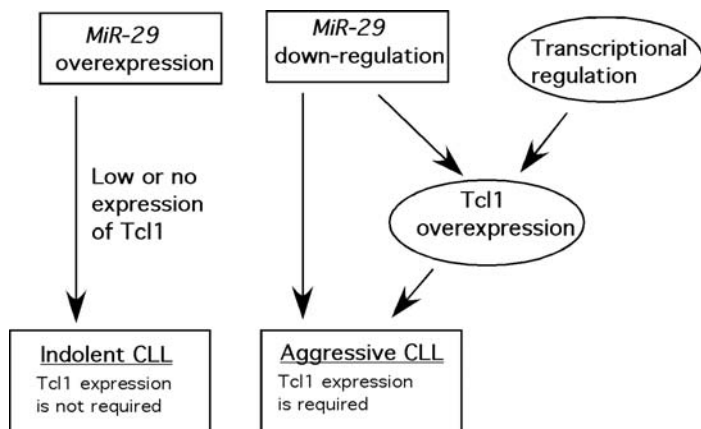 MiR-29
overexpression
MiR-29
down-regulation
Transcriptional
regulation
Low or no
expression
of Tcl1
Tcl1
overexpression
Indolent CLL
Tcl1 expression
is not required
Aggressive CLL
Tcl1 expression
is required